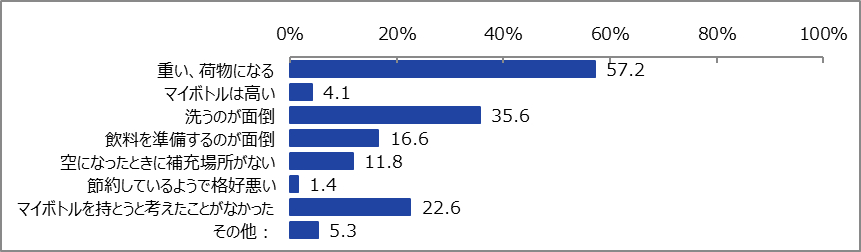 0% 20% 40% 60% 80% 100%
重い、荷物になる 57.2
マイボトルは高い 4.1
洗うのが面倒 35.6
飲料を準備するのが面倒 16.6
空になったときに補充場所がない 11.8
節約しているようで格好悪い 1.4
マイボトルを持とうと考えたことがなかった 22.6
その他： 5.3